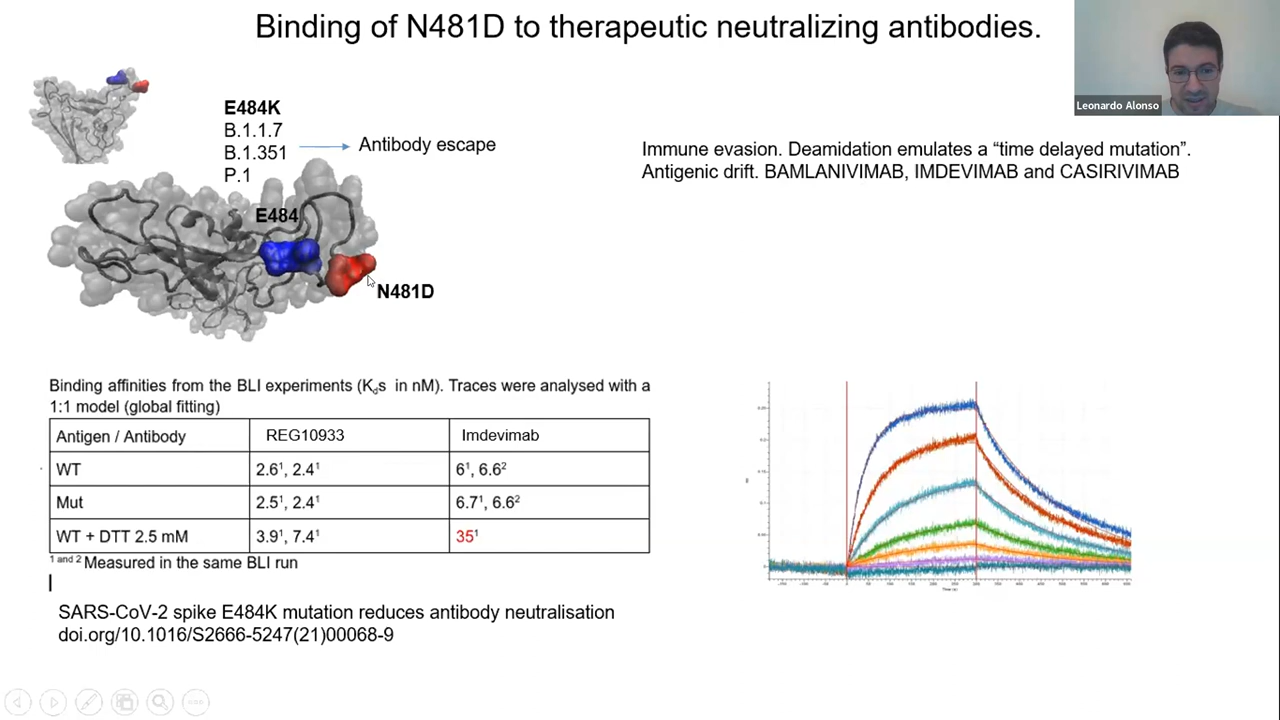 Binding of N481D to therapeutic neutralizing antibodies.
Leonardo Alonso
E484K
B.1.1.7
B.1.351
P.1
Antibody escape
Immune evasion. Deamidation emulates a “time delayed mutation”.
Antigenic drift. BAMLANIVIMAB, IMDEVIMAB and CASIRIVIMAB
E484
N481D
Binding affinities from the BLI experiments (Kds in nM). Traces were analysed with a
1:1 model (global fitting)
Antigen / Antibody REG10933 Imdevimab
WT 2.6¹, 2.4¹ 6¹, 6.6²
Mut 2.5¹, 2.4¹ 6.7¹, 6.6²
WT + DTT 2.5 mM 3.9¹, 7.4¹ 35¹
¹ and ² Measured in the same BLI run
SARS-CoV-2 spike E484K mutation reduces antibody neutralisation
doi.org/10.1016/S2666-5247(21)00068-9